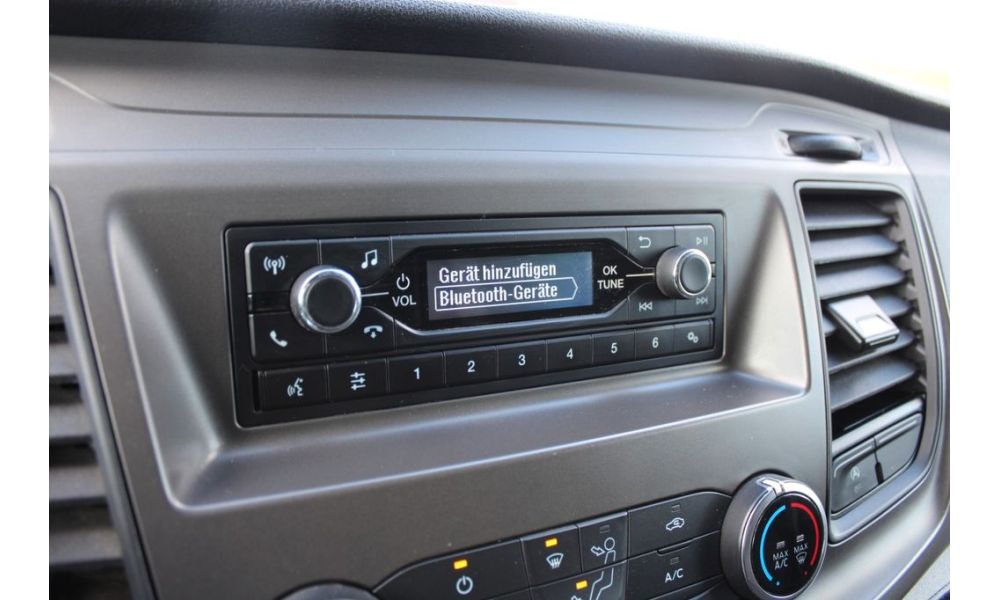 Gerät hinzufügen
Bluetooth-Geräte
VOL
OK
TUNE
1 2 3 4 5 6
A/C
MAX
A/C
MAX